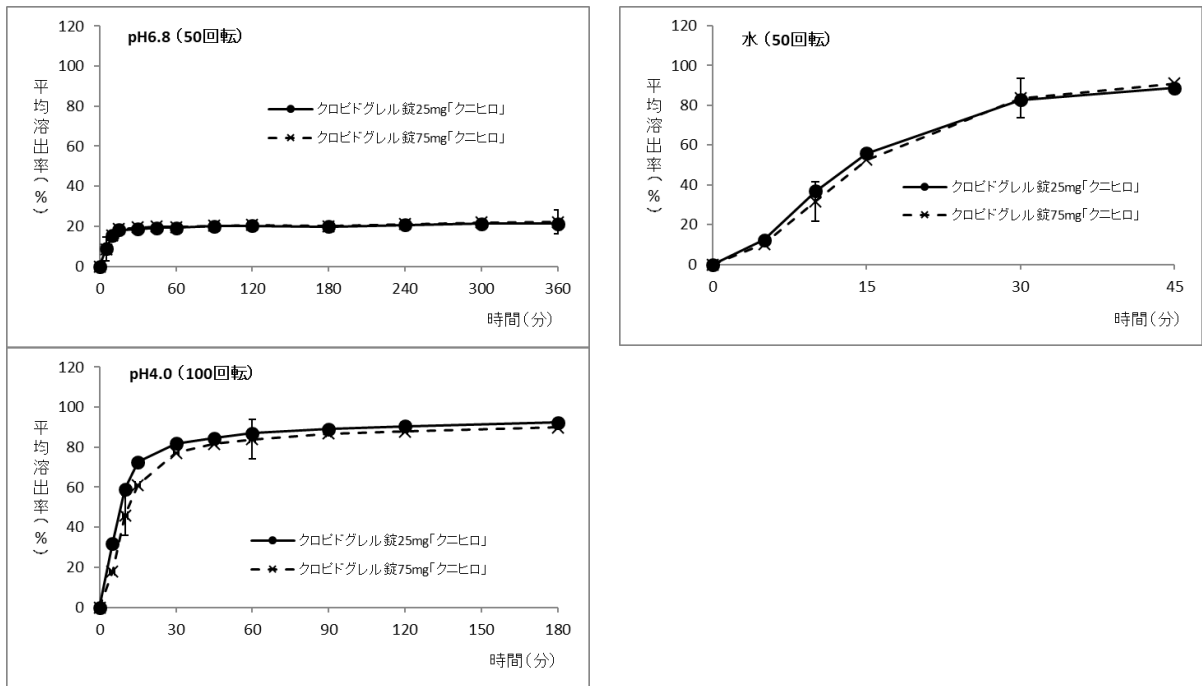 pH6.8 (50回転)
平均溶出率(%)
120
100
80
60
40
20
0
クロピドグレル錠25mg「クニヒロ」
クロピドグレル錠75mg「クニヒロ」
0 60 120 180 240 300 360
時間(分)
水 (50回転)
平均溶出率(%)
120
100
80
60
40
20
0
クロピドグレル錠25mg「クニヒロ」
クロピドグレル錠75mg「クニヒロ」
0 15 30 45
時間(分)
pH4.0 (100回転)
平均溶出率(%)
120
100
80
60
40
20
0
クロピドグレル錠25mg「クニヒロ」
クロピドグレル錠75mg「クニヒロ」
0 30 60 90 120 150 180
時間(分)